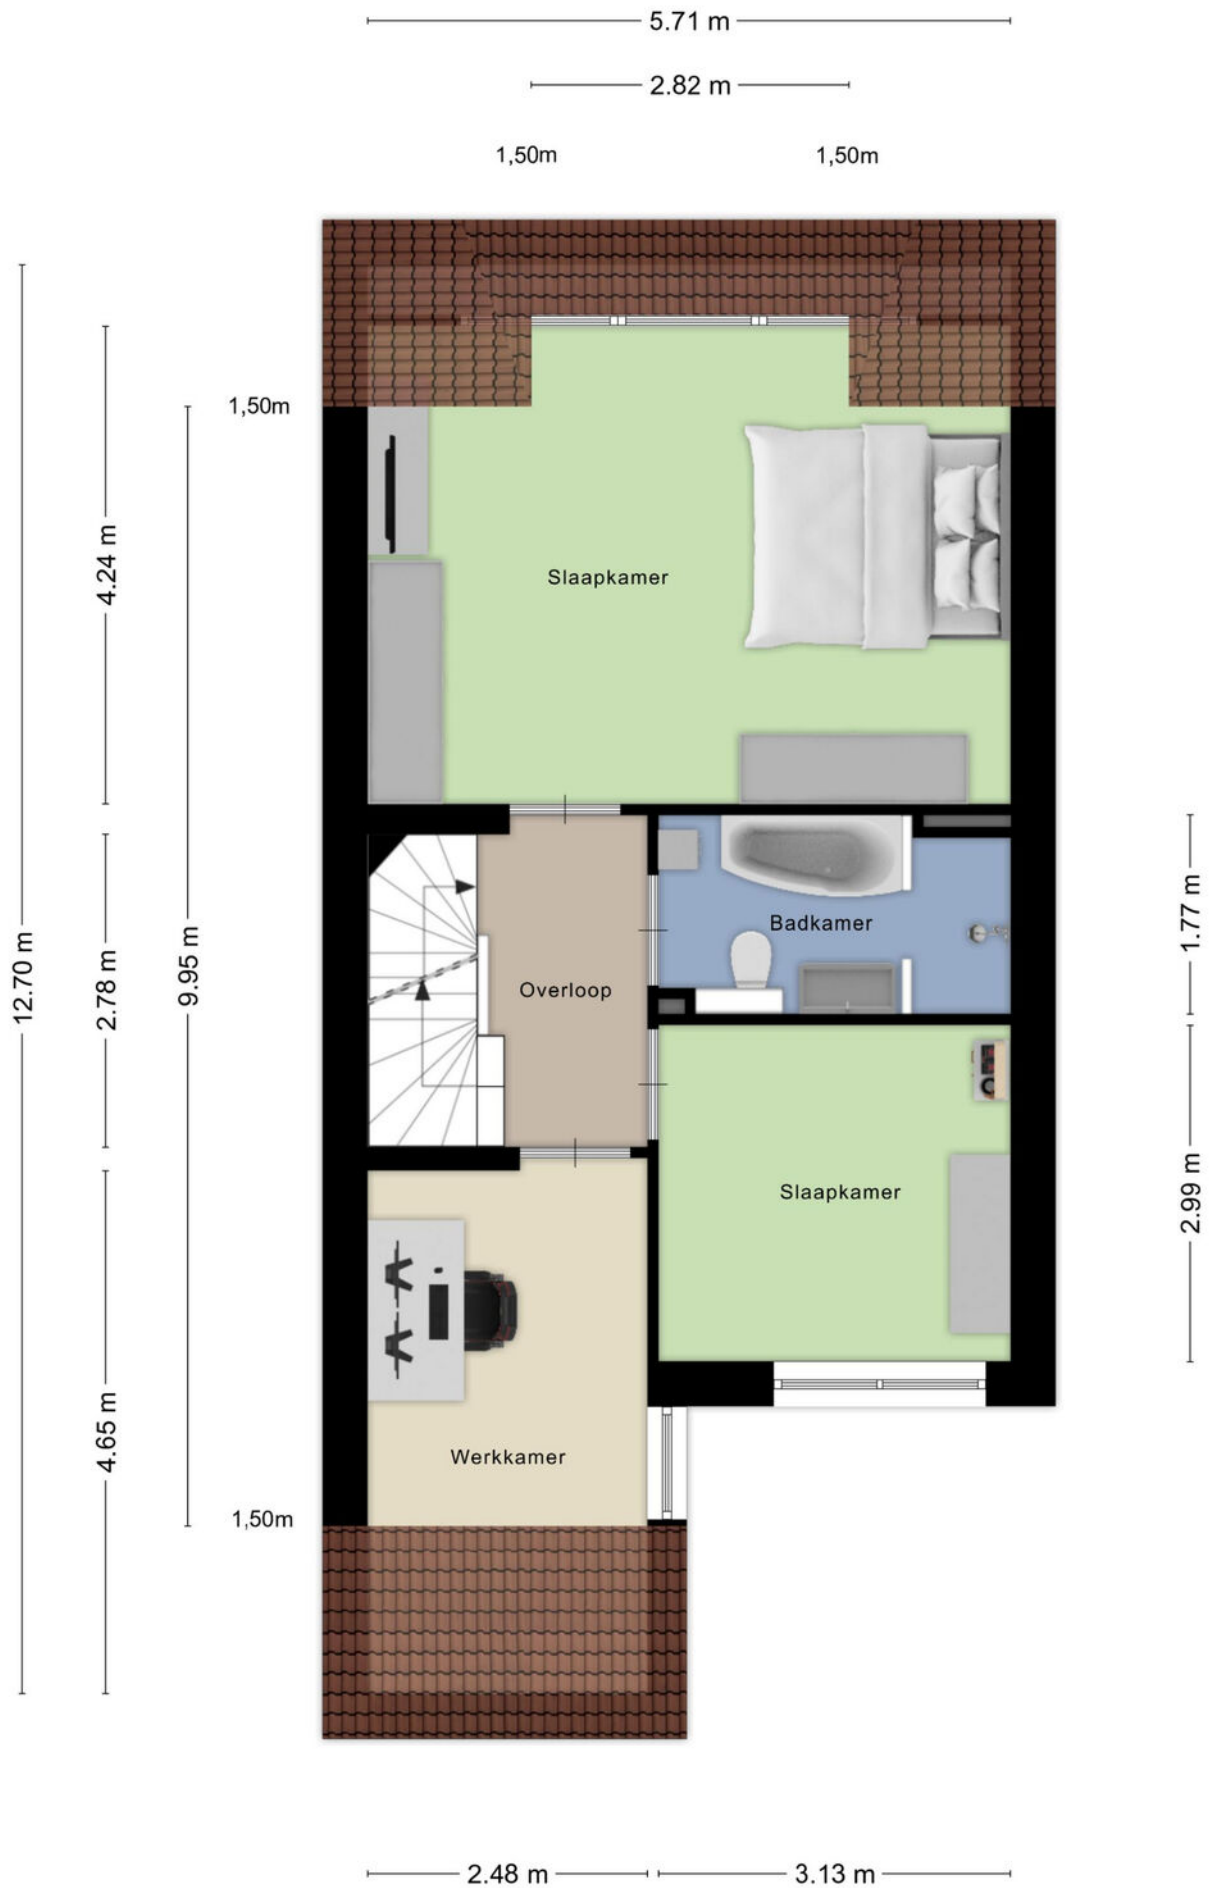 5.71 m
2.82 m
1,50m
1,50m
1,50m
4.24 m
Slaapkamer
12.70 m
2.78 m
9.95 m
Overloop
Badkamer
1.77 m
Slaapkamer
2.99 m
4.65 m
Werkkamer
1,50m
2.48 m
3.13 m